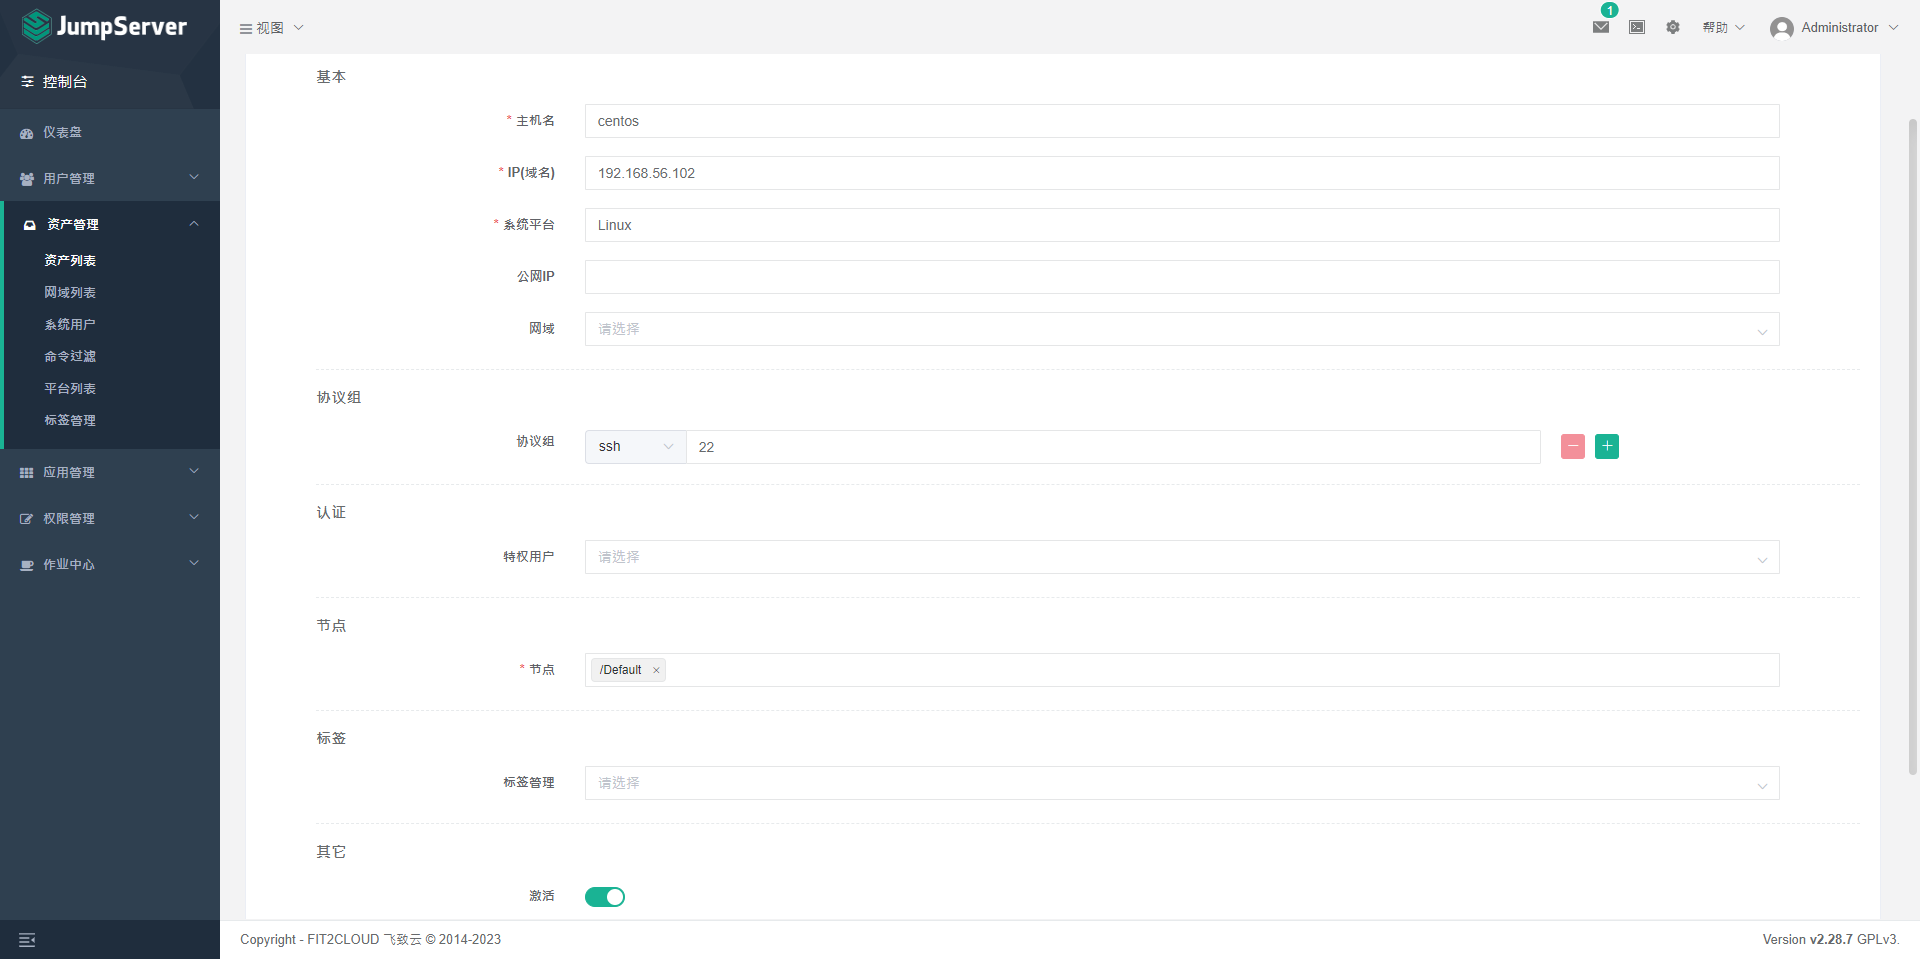 JumpServer
视图
1
帮助
Administrator
控制台
仪表盘
用户管理
资产管理
资产列表
网域列表
系统用户
命令过滤
平台列表
标签管理
应用管理
权限管理
作业中心
基本
* 主机名
centos
* IP(域名)
192.168.56.102
* 系统平台
Linux
公网IP
网域
请选择
协议组
协议组
ssh
22
认证
特权用户
请选择
节点
* 节点
/Default ×
标签
标签管理
请选择
其它
激活
Copyright - FIT2CLOUD 飞致云 © 2014-2023
Version v2.28.7 GPLv3.